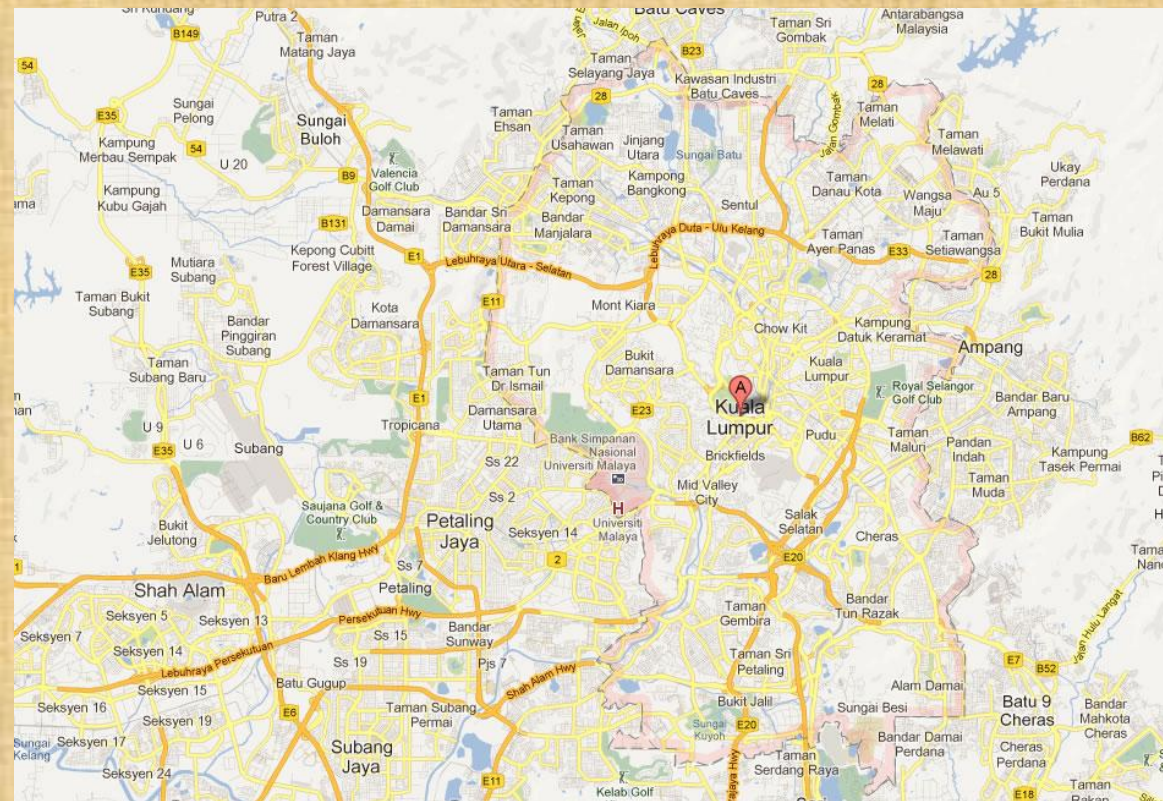 Sri Kundang
Putra 2
Batu Caves
Taman Sri
Gombak
Antarabangsa
Malaysia
B149
Taman
Matang Jaya
Jalan Ipoh
B23
54
Taman
Selayang Jaya
Kawasan Industri
Batu Caves
28
28
E35
Sungai
Pelong
Sungai
Buloh
Taman
Ehsan
Taman
Usahawan
Jinjang
Utara
Jalan Gombak
Taman
Melati
Kampung
Merbau Sempak
54
U 20
Sungai Batu
Taman
Melawati
B9
Valencia
Golf Club
Taman
Kepong
Kampong
Bangkong
Taman
Danau Kota
Wangsa
Maju
Au 5
Ukay
Perdana
Kampung
Kubu Gajah
Damansara
Damai
Bandar Sri
Damansara
Bandar
Manjalara
Sentul
Taman
Bukit Mulia
B131
Kepong Cubitt
Forest Village
E1
Lebuhraya Utara - Selatan
Lebuhraya Duta - Ulu Kelang
Taman
Ayer Panas
E33
Taman
Setiawangsa
E35
Mutiara
Subang
28
Taman Bukit
Subang
Kota
Damansara
E11
Mont Kiara
Bandar
Pinggiran
Subang
Chow Kit
Kampung
Datuk Keramat
Ampang
Taman
Subang Baru
Taman Tun
Dr Ismail
Bukit
Damansara
Kuala
Lumpur
Royal Selangor
Golf Club
A
Kuala
Lumpur
Bandar Baru
Ampang
E1
Tropicana
Damansara
Utama
E23
U 9
U 6
E35
Subang
Bank Simpanan
Nasional
Universiti Malaya
Pudu
Taman
Maluri
Pandan
Indah
B62
Brickfields
Kampung
Tasek Permai
Ss 22
Ss 2
Mid Valley
City
Taman
Muda
Saujana Golf &
Country Club
H
Universiti
Malaya
Bukit
Jelutong
Petaling
Jaya
Seksyen 14
Salak
Selatan
Cheras
2
E20
Baru Lembah Klang Hwy
Ss 7
Shah Alam
Petaling
Seksyen 5
Seksyen 13
Persekutuan Hwy
Taman
Gembira
Bandar
Tun Razak
Jalan Hulu Langat
Seksyen 7
Seksyen 14
Ss 15
Bandar
Sunway
Lebuhraya Persekutuan
Ss 19
Pjs 7
Taman Sri
Petaling
E7
B52
Seksyen 15
Batu Gugup
Shah Alam Hwy
Alam Damai
Seksyen 16
Seksyen 19
E6
Taman Subang
Permai
Bukit Jalil
Sungai Besi
Batu 9
Cheras
Bandar
Mahkota
Cheras
Sungai
Kelang
Seksyen 17
Subang
Jaya
Sungai
Kuyoh
E20
Bandar Damai
Perdana
Cheras
Perdana
Seksyen 24
E11
Taman
Serdang Raya
Kelab Golf
E18
Taman